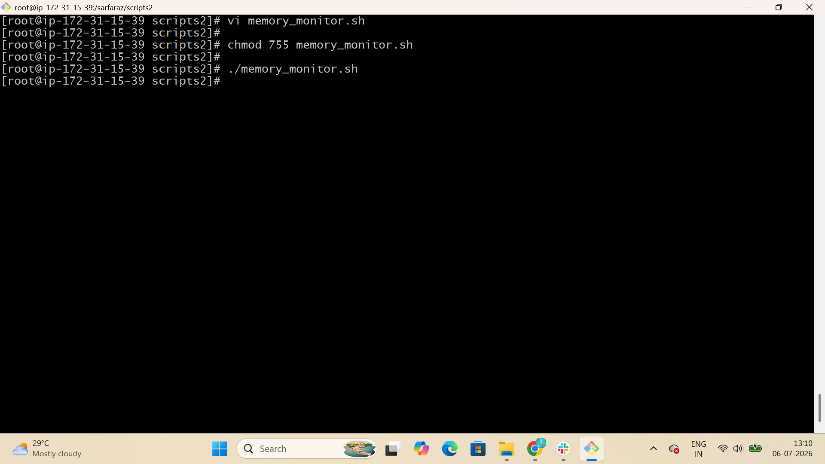 root@ip-172-31-15-39:/sarfaraz/scripts2
[root@ip-172-31-15-39 scripts2]# vi memory_monitor.sh
[root@ip-172-31-15-39 scripts2]#
[root@ip-172-31-15-39 scripts2]# chmod 755 memory_monitor.sh
[root@ip-172-31-15-39 scripts2]#
[root@ip-172-31-15-39 scripts2]# ./memory_monitor.sh
[root@ip-172-31-15-39 scripts2]#
29°C
Mostly cloudy
Search
ENG
IN
13:10
06-07-2026